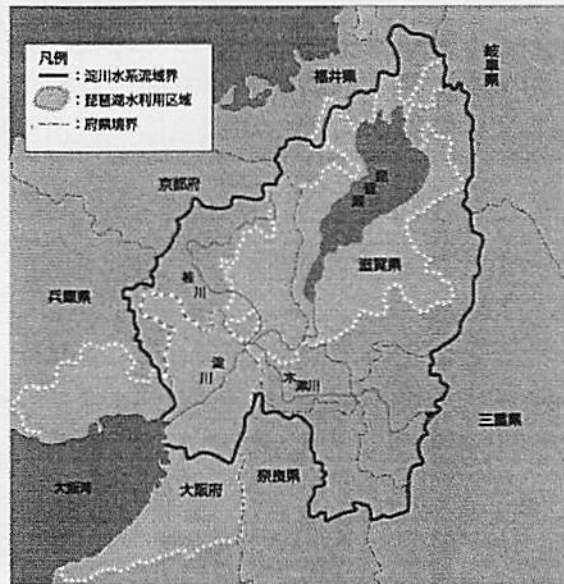 凡例
：淀川水系流域界
：琵琶湖水利用区域
：府県境界
福井県
岐阜県
京都府
琵琶湖
滋賀県
兵庫県
桂川
淀川
木津川
三重県
大阪湾
大阪府
奈良県